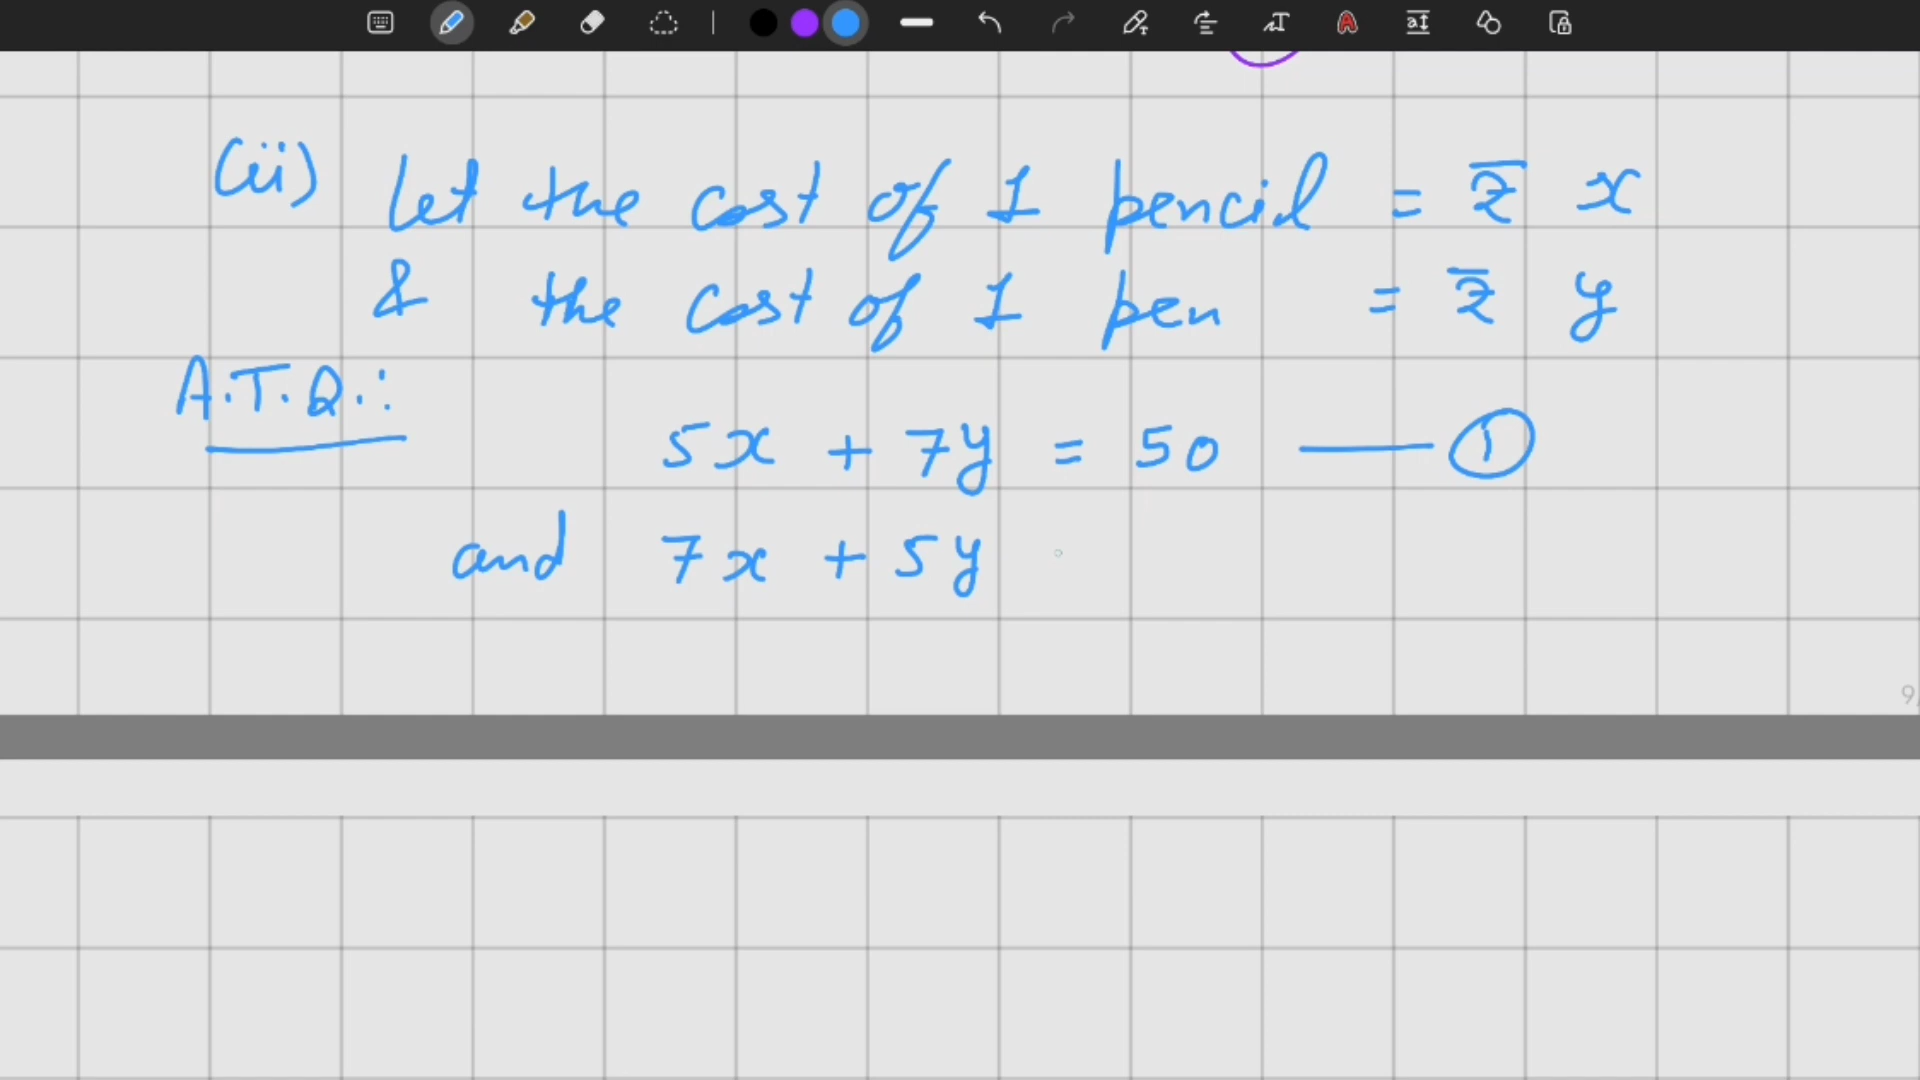 (ii) Let the cost of 1 pencil = ₹ x
& the cost of 1 pen = ₹ y
A.T.Q.:
5x + 7y = 50 —— ①
and 7x + 5y
9